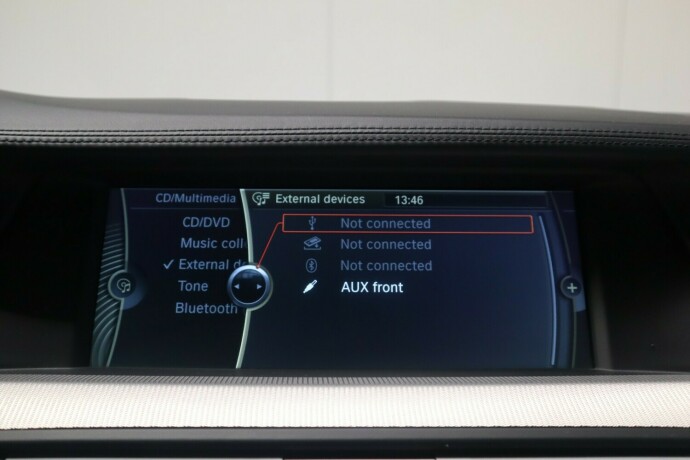 CD/Multimedia
External devices 13:46
CD/DVD
Music coll
External de
Tone
Bluetooth
Not connected
Not connected
Not connected
AUX front